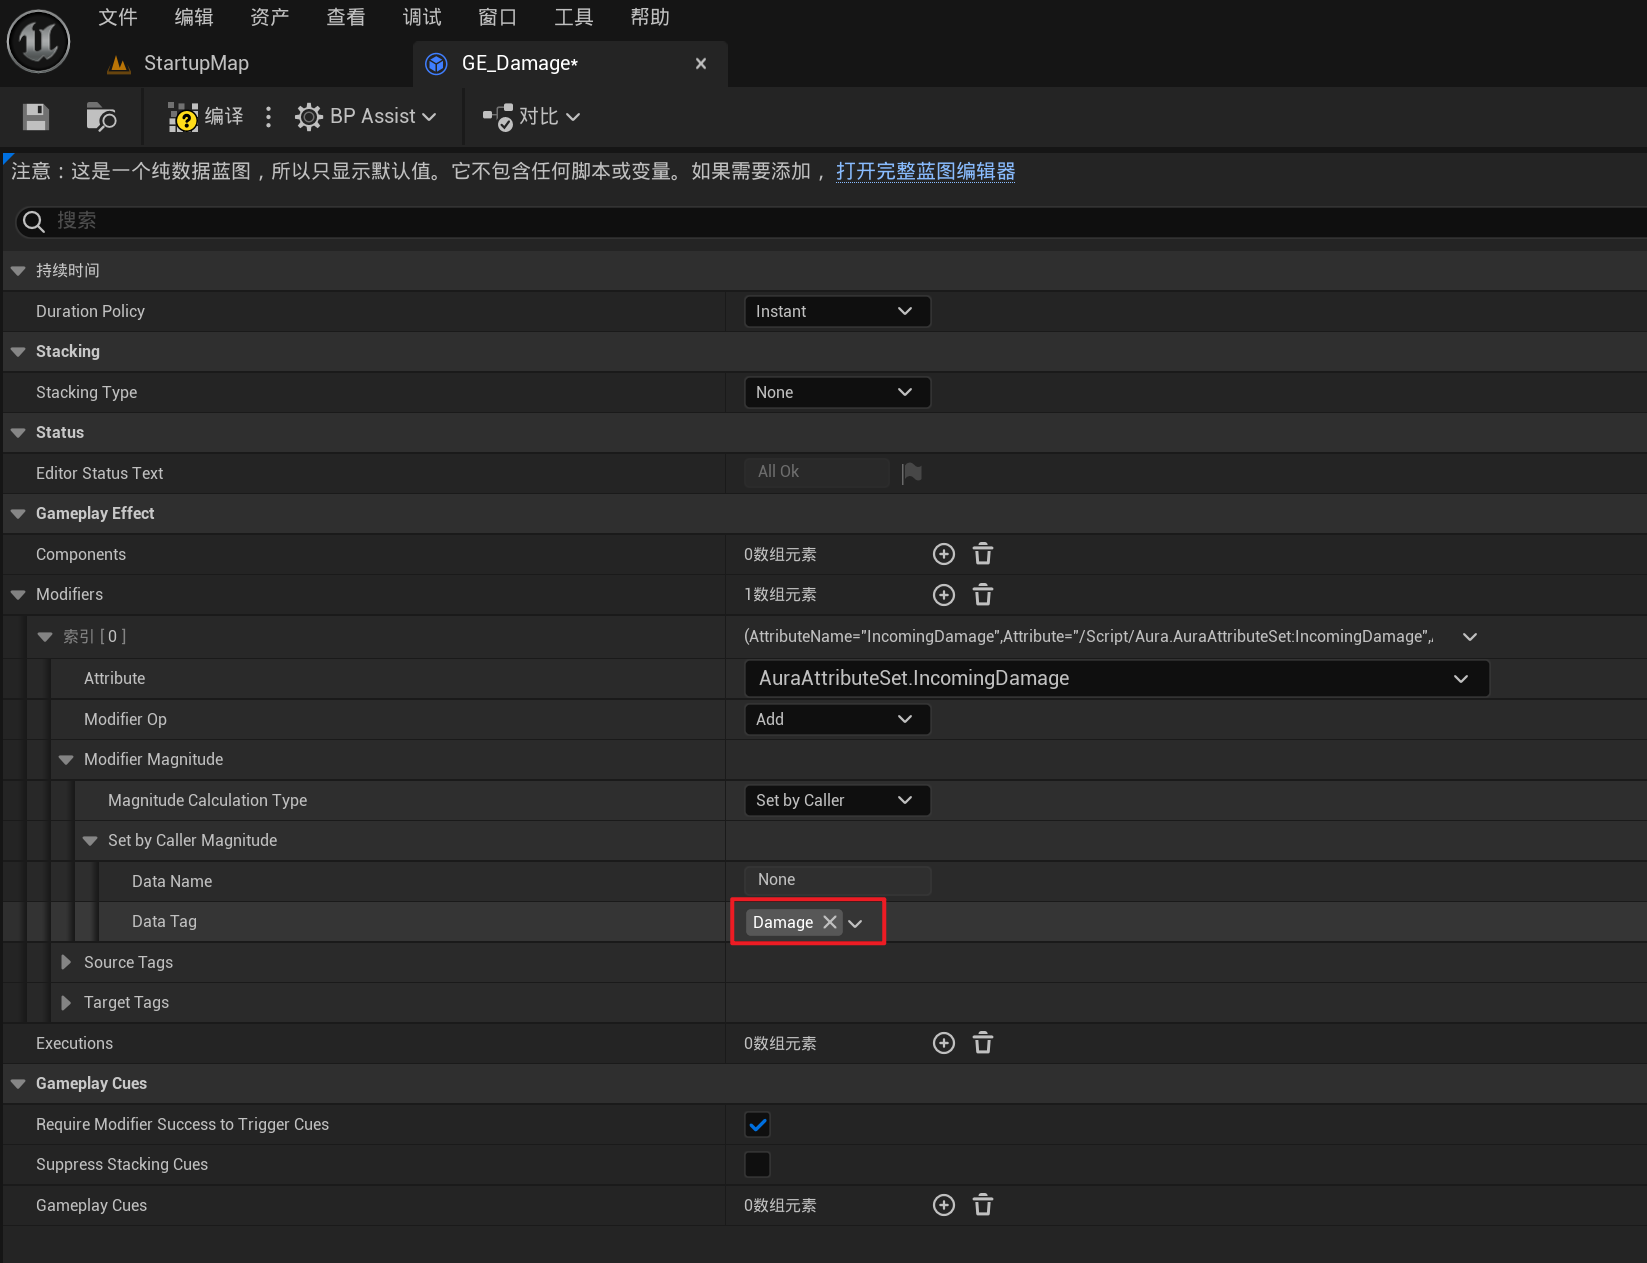 文件 编辑 资产 查看 调试 窗口 工具 帮助
StartupMap GE_Damage*
编译 BP Assist 对比
注意：这是一个纯数据蓝图，所以只显示默认值。它不包含任何脚本或变量。如果需要添加，打开完整蓝图编辑器
搜索
持续时间
Duration Policy Instant
Stacking
Stacking Type None
Status
Editor Status Text All Ok
Gameplay Effect
Components 0数组元素
Modifiers 1数组元素
索引 [ 0 ] (AttributeName="IncomingDamage",Attribute="/Script/Aura.AuraAttributeSet:IncomingDamage",
Attribute AuraAttributeSet.IncomingDamage
Modifier Op Add
Modifier Magnitude
Magnitude Calculation Type Set by Caller
Set by Caller Magnitude
Data Name None
Data Tag Damage
Source Tags
Target Tags
Executions 0数组元素
Gameplay Cues
Require Modifier Success to Trigger Cues
Suppress Stacking Cues
Gameplay Cues 0数组元素